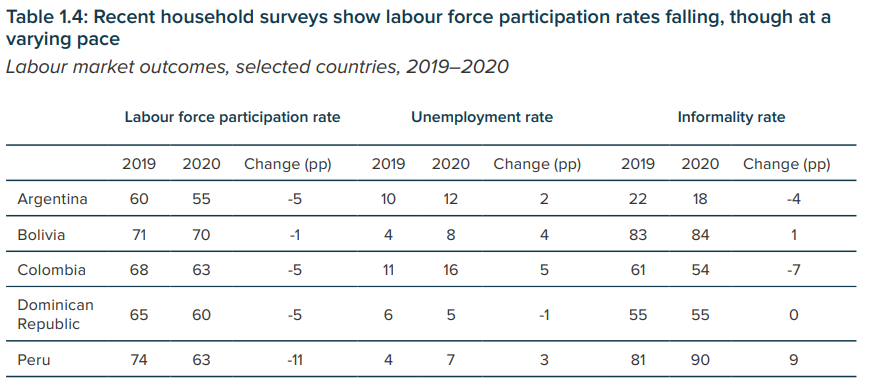 Table 1.4: Recent household surveys show labour force participation rates falling, though at a
varying pace
Labour market outcomes, selected countries, 2019–2020
Labour force participation rate Unemployment rate Informality rate
2019 2020 Change (pp) 2019 2020 Change (pp) 2019 2020 Change (pp)
Argentina 60 55 -5 10 12 2 22 18 -4
Bolivia 71 70 -1 4 8 4 83 84 1
Colombia 68 63 -5 11 16 5 61 54 -7
Dominican
Republic 65 60 -5 6 5 -1 55 55 0
Peru 74 63 -11 4 7 3 81 90 9